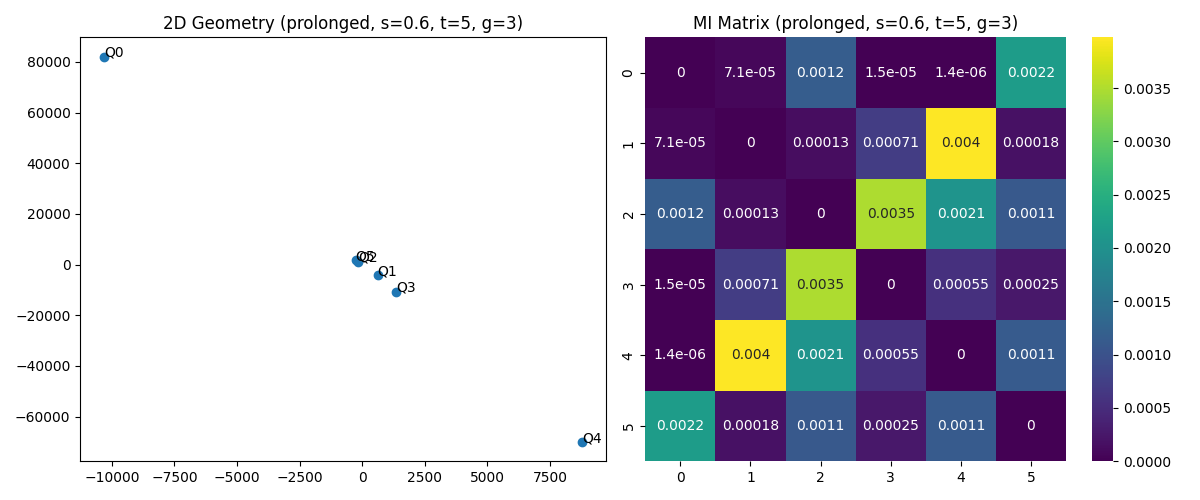 2D Geometry (prolonged, s=0.6, t=5, g=3)
80000
60000
40000
20000
0
−20000
−40000
−60000
−10000 −7500 −5000 −2500 0 2500 5000 7500
Q0
Q5
Q2
Q1
Q3
Q4
MI Matrix (prolonged, s=0.6, t=5, g=3)
0 0 7.1e-05 0.0012 1.5e-05 1.4e-06 0.0022
1 7.1e-05 0 0.00013 0.00071 0.004 0.00018
2 0.0012 0.00013 0 0.0035 0.0021 0.0011
3 1.5e-05 0.00071 0.0035 0 0.00055 0.00025
4 1.4e-06 0.004 0.0021 0.00055 0 0.0011
5 0.0022 0.00018 0.0011 0.00025 0.0011 0
0 1 2 3 4 5
0.0035
0.0030
0.0025
0.0020
0.0015
0.0010
0.0005
0.0000